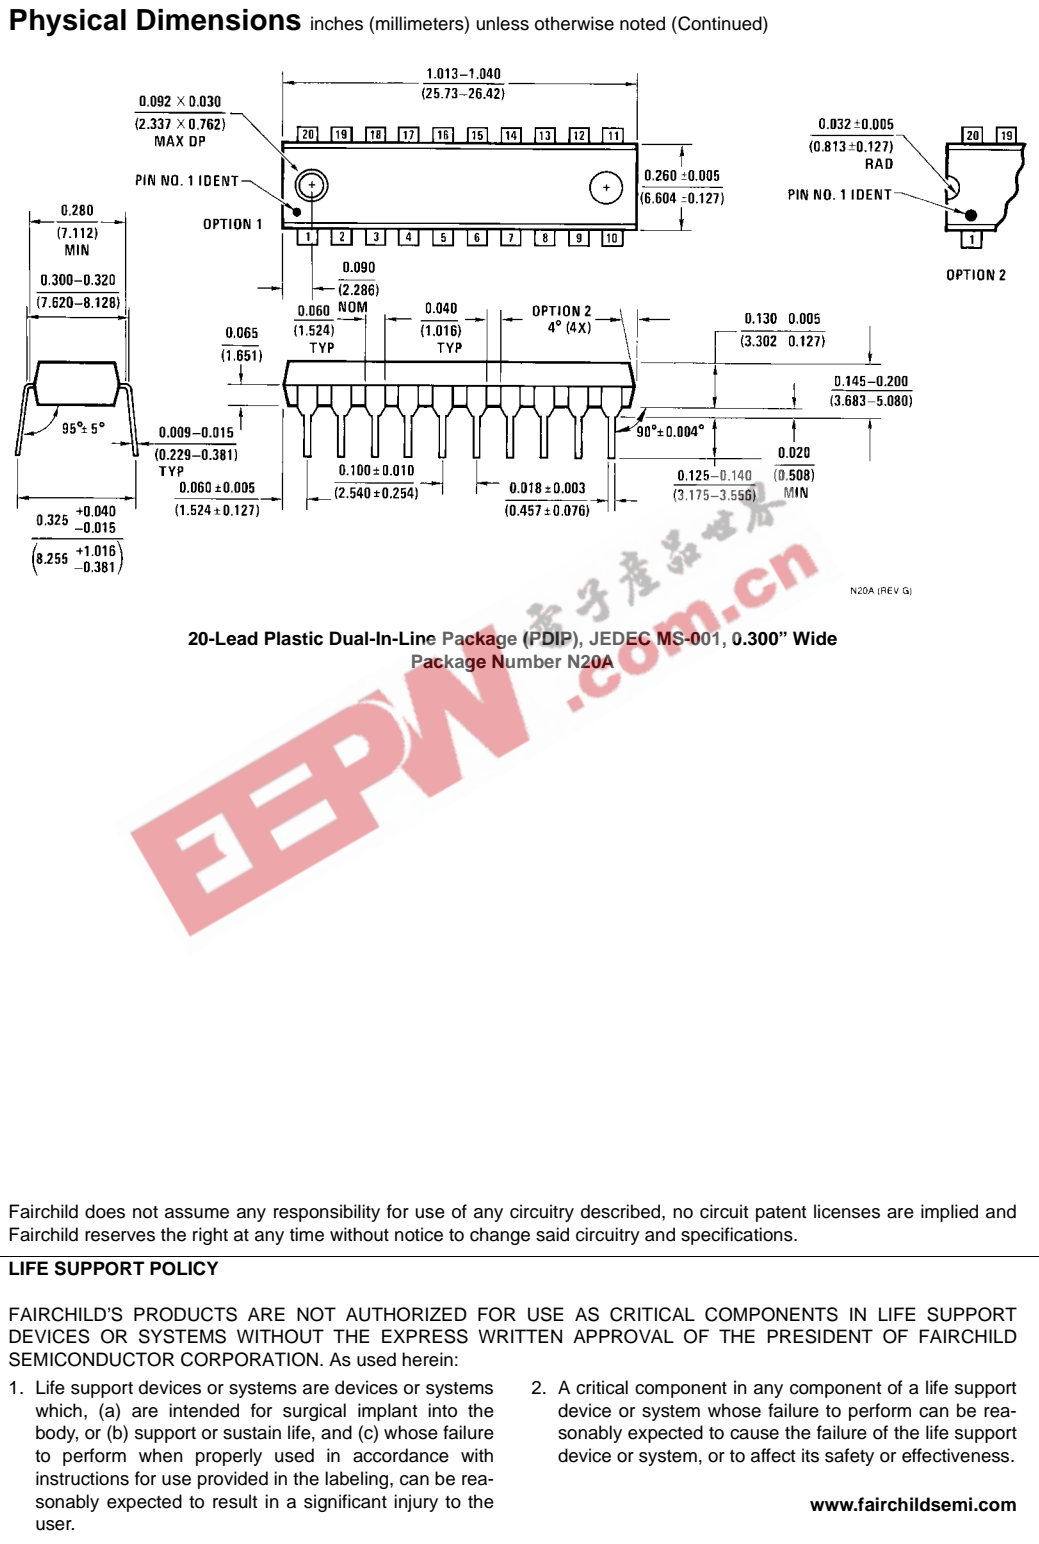 Physical Dimensions inches (millimeters) unless otherwise noted (Continued)
1.013–1.040
(25.73–26.42)
0.092 × 0.030
(2.337 × 0.762)
MAX DP
20 19 18 17 16 15 14 13 12 11
0.032 ±0.005
(0.813 ±0.127)
RAD
20 19
PIN NO. 1 IDENT
0.260 ±0.005
(6.604 ±0.127)
PIN NO. 1 IDENT
OPTION 1
1 2 3 4 5 6 7 8 9 10
1
OPTION 2
0.280
(7.112)
MIN
0.300–0.320
(7.620–8.128)
0.090
(2.286)
NOM
0.060
(1.524)
TYP
0.040
(1.016)
TYP
OPTION 2
4° (4X)
0.130 0.005
(3.302 0.127)
0.065
(1.651)
0.145–0.200
(3.683–5.080)
95°± 5°
0.009–0.015
(0.229–0.381)
TYP
90°±0.004°
0.020
(0.508)
MIN
0.100 ±0.010
(2.540 ±0.254)
0.125–0.140
(3.175–3.556)
0.060 ±0.005
(1.524 ±0.127)
0.018 ±0.003
(0.457 ±0.076)
0.325 +0.040
–0.015
(8.255 +1.016
–0.381)
N20A (REV G)
電子產品世界
EEPW
.com.cn
20-Lead Plastic Dual-In-Line Package (PDIP), JEDEC MS-001, 0.300” Wide
Package Number N20A
Fairchild does not assume any responsibility for use of any circuitry described, no circuit patent licenses are implied and
Fairchild reserves the right at any time without notice to change said circuitry and specifications.
LIFE SUPPORT POLICY
FAIRCHILD’S PRODUCTS ARE NOT AUTHORIZED FOR USE AS CRITICAL COMPONENTS IN LIFE SUPPORT
DEVICES OR SYSTEMS WITHOUT THE EXPRESS WRITTEN APPROVAL OF THE PRESIDENT OF FAIRCHILD
SEMICONDUCTOR CORPORATION. As used herein:
1. Life support devices or systems are devices or systems
which, (a) are intended for surgical implant into the
body, or (b) support or sustain life, and (c) whose failure
to perform when properly used in accordance with
instructions for use provided in the labeling, can be rea-
sonably expected to result in a significant injury to the
user.
2. A critical component in any component of a life support
device or system whose failure to perform can be rea-
sonably expected to cause the failure of the life support
device or system, or to affect its safety or effectiveness.
www.fairchildsemi.com